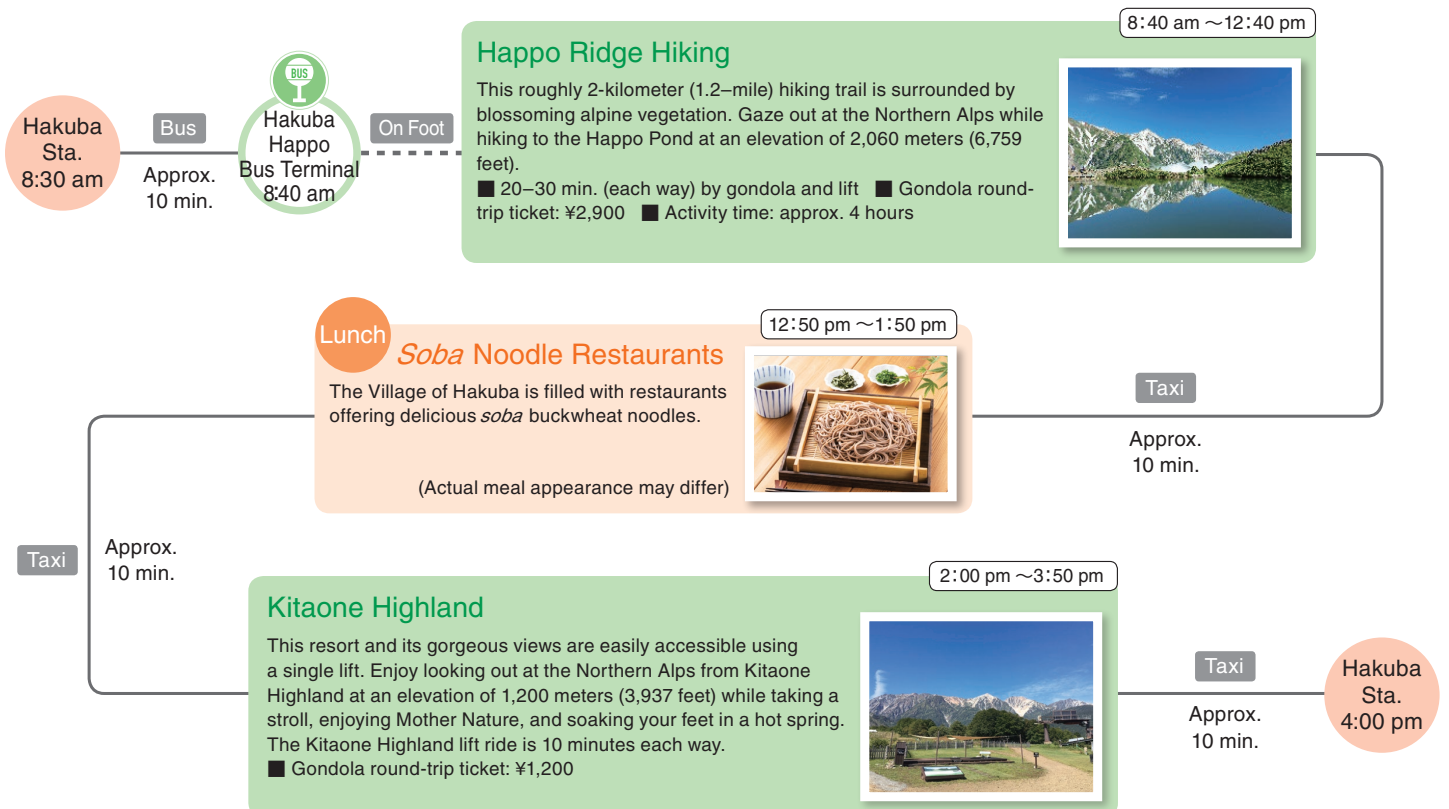 Hakuba
Sta.
8:30 am
Bus
Approx.
10 min.
BUS
Hakuba
Happo
Bus Terminal
8:40 am
On Foot
8:40 am ~12:40 pm
Happo Ridge Hiking
This roughly 2-kilometer (1.2–mile) hiking trail is surrounded by
blossoming alpine vegetation. Gaze out at the Northern Alps while
hiking to the Happo Pond at an elevation of 2,060 meters (6,759
feet).
■ 20–30 min. (each way) by gondola and lift ■ Gondola round-
trip ticket: ¥2,900 ■ Activity time: approx. 4 hours
Taxi
Approx.
10 min.
Lunch
12:50 pm ~1:50 pm
Soba Noodle Restaurants
The Village of Hakuba is filled with restaurants
offering delicious soba buckwheat noodles.
(Actual meal appearance may differ)
Taxi
Approx.
10 min.
2:00 pm ~3:50 pm
Kitaone Highland
This resort and its gorgeous views are easily accessible using
a single lift. Enjoy looking out at the Northern Alps from Kitaone
Highland at an elevation of 1,200 meters (3,937 feet) while taking a
stroll, enjoying Mother Nature, and soaking your feet in a hot spring.
The Kitaone Highland lift ride is 10 minutes each way.
■ Gondola round-trip ticket: ¥1,200
Taxi
Approx.
10 min.
Hakuba
Sta.
4:00 pm